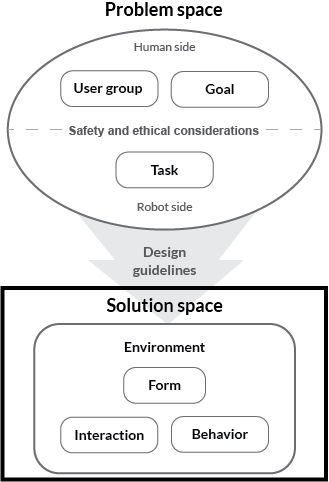 Problem space
Human side
User group
Goal
Safety and ethical considerations
Task
Robot side
Design
guidelines
Solution space
Environment
Form
Interaction
Behavior